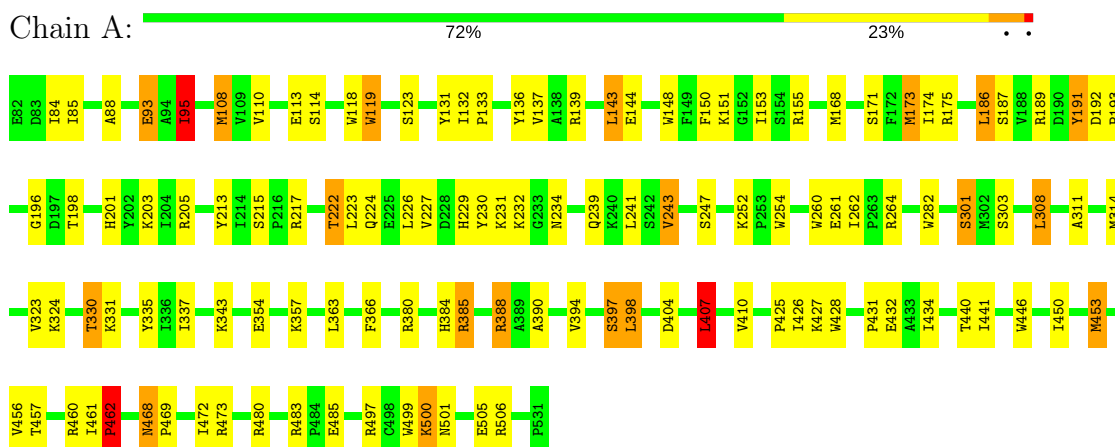 Chain A:
72% 23% • •
E82 D83 I84 I85 A88 E93 A94 I95 M108 V109 V110 E113 S114 W118 W119 S123 Y131 I132 P133 Y136 V137 A138 R139 L143 E144 W148 F149 F150 K151 G152 I153 S154 R155 M168 S171 F172 M173 I174 R175 L186 S187 V188 R189 D190 Y191 D192
G196 D197 T198 H201 Y202 K203 I204 R205 Y213 I214 S215 P216 R217 T222 L223 Q224 E225 L226 V227 D228 H229 Y230 K231 K232 G233 N234 Q239 K240 L241 S242 V243 S247 K252 P253 W254 W260 E261 I262 P263 R264 W282 S301 M302 S303 L308 A311
V323 K324 T330 K331 Y335 I336 I337 K343 E354 K357 L363 F366 R380 H384 R385 R388 A389 A390 V394 S397 L398 D404 L407 V410 P425 I426 K427 W428 P431 E432 A433 I434 T440 I441 W446 I450 M453
V456 T457 R460 I461 P462 N468 P469 I472 R473 R480 R483 P484 E485 R497 C498 W499 K500 N501 E505 R506 P531